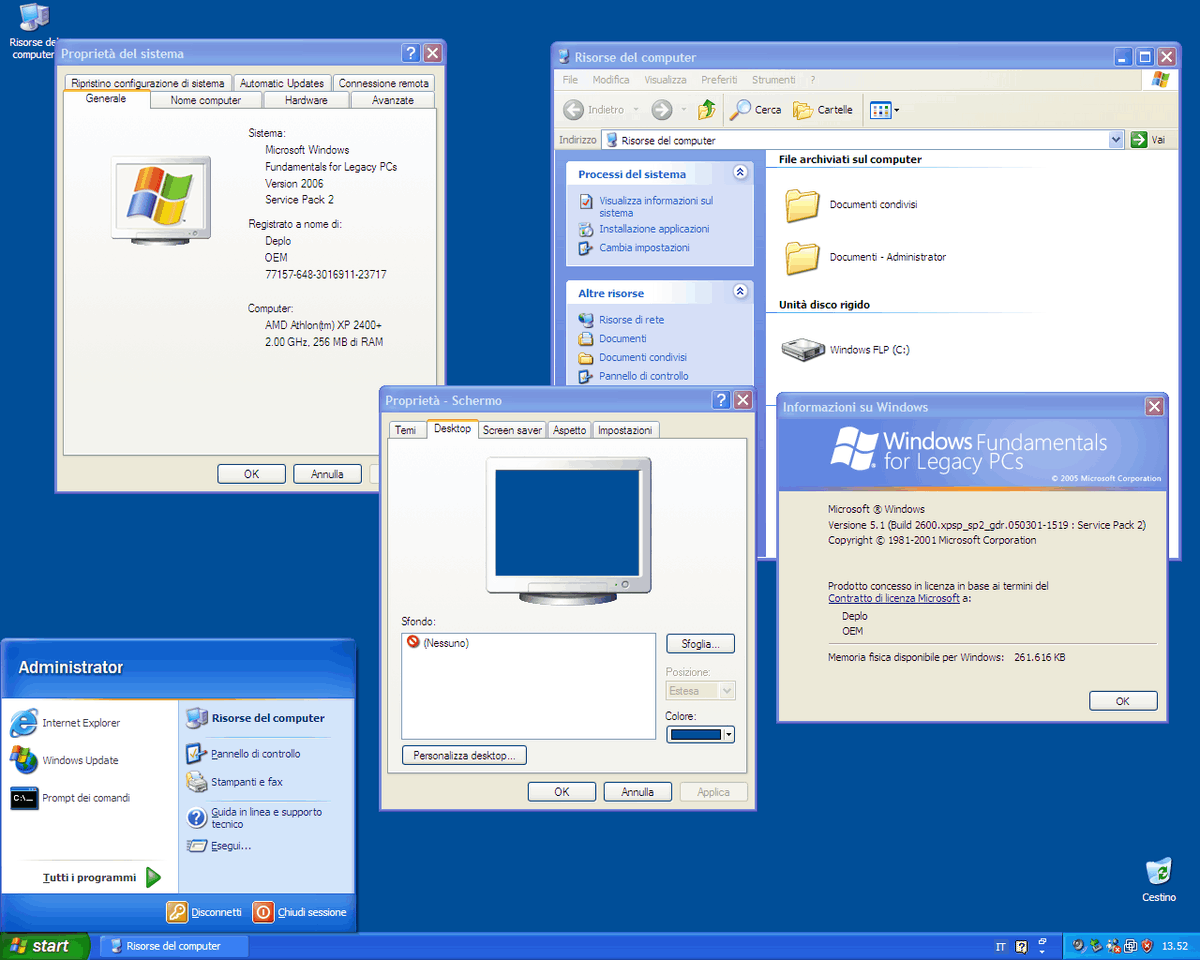 Risorse del
computer
Proprietà del sistema
Ripristino configurazione di sistema
Automatic Updates
Connessione remota
Generale
Nome computer
Hardware
Avanzate
Sistema:
Microsoft Windows
Fundamentals for Legacy PCs
Version 2006
Service Pack 2
Registrato a nome di:
Deplo
OEM
77157-648-3016911-23717
Computer:
AMD Athlon(tm) XP 2400+
2.00 GHz, 256 MB di RAM
OK
Annulla
Risorse del computer
File
Modifica
Visualizza
Preferiti
Strumenti
?
Indietro
Cerca
Cartelle
Indirizzo
Risorse del computer
Vai
Processi del sistema
Visualizza informazioni sul
sistema
Installazione applicazioni
Cambia impostazioni
Altre risorse
Risorse di rete
Documenti
Documenti condivisi
Pannello di controllo
File archiviati sul computer
Documenti condivisi
Documenti - Administrator
Unità disco rigido
Windows FLP (C:)
Proprietà - Schermo
Temi
Desktop
Screen saver
Aspetto
Impostazioni
Sfondo:
(Nessuno)
Sfoglia...
Posizione:
Estesa
Colore:
Personalizza desktop...
OK
Annulla
Applica
Informazioni su Windows
Windows Fundamentals
for Legacy PCs
© 2005 Microsoft Corporation
Microsoft ® Windows
Versione 5.1 (Build 2600.xpsp_sp2_gdr.050301-1519 : Service Pack 2)
Copyright © 1981-2001 Microsoft Corporation
Prodotto concesso in licenza in base ai termini del
Contratto di licenza Microsoft a:
Deplo
OEM
Memoria fisica disponibile per Windows: 261.616 KB
OK
Administrator
Internet Explorer
Windows Update
Prompt dei comandi
Tutti i programmi
Risorse del computer
Pannello di controllo
Stampanti e fax
Guida in linea e supporto
tecnico
Esegui...
Disconnetti
Chiudi sessione
Cestino
start
Risorse del computer
IT
13.52